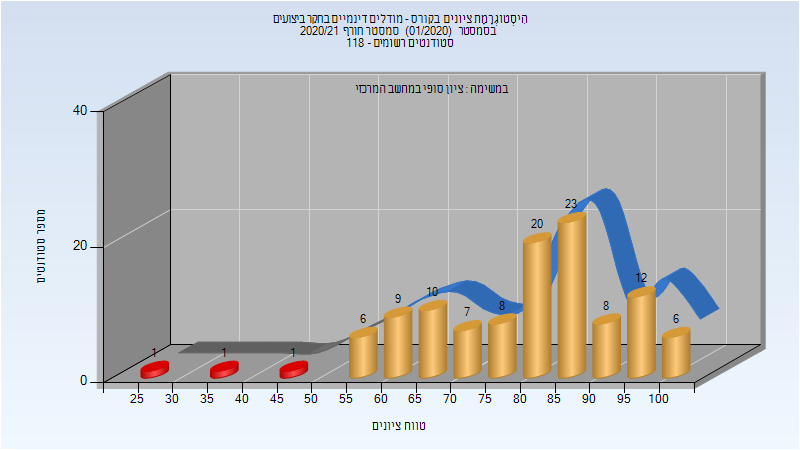 היסטוגרמת ציונים בקורס - מודלים דינמיים בחקר ביצועים
בסמסטר (01/2020) סמסטר חורף 2020/21
סטודנטים רשומים - 118
במשימה : ציון סופי במחשב המרכזי
מספר סטודנטים
40
20
0
1 1 1 6 9 10 7 8 20 23 8 12 6
25 30 35 40 45 50 55 60 65 70 75 80 85 90 95 100
טווח ציונים